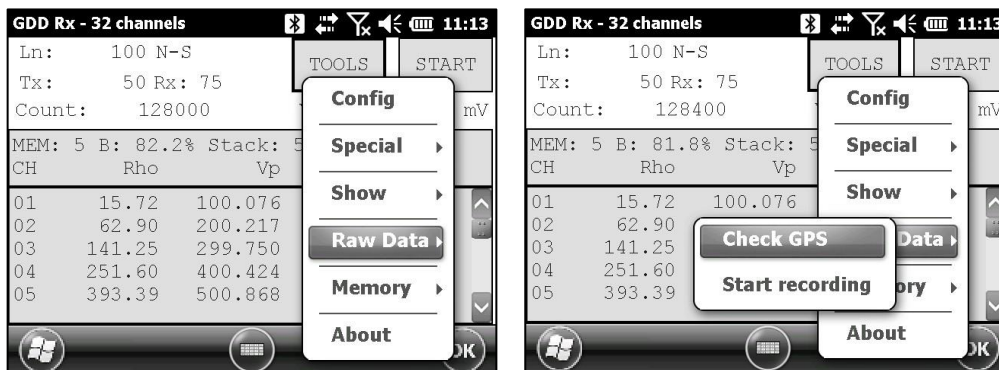 GDD Rx - 32 channels 11:13
Ln: 100 N-S
TOOLS START
Tx: 50 Rx: 75
Count: 128000 mV
MEM: 5 B: 82.2% Stack: 5
CH Rho Vp
01 15.72 100.076
02 62.90 200.217
03 141.25 299.750
04 251.60 400.424
05 393.39 500.868
Config
Special
Show
Raw Data
Memory
About
OK
GDD Rx - 32 channels 11:13
Ln: 100 N-S
TOOLS START
Tx: 50 Rx: 75
Count: 128400 mV
MEM: 5 B: 81.8% Stack: 5
CH Rho Vp
01 15.72 100.076
02 62.90
03 141.25
04 251.60
05 393.39
Config
Special
Show
Data
ory
About
Check GPS
Start recording
OK